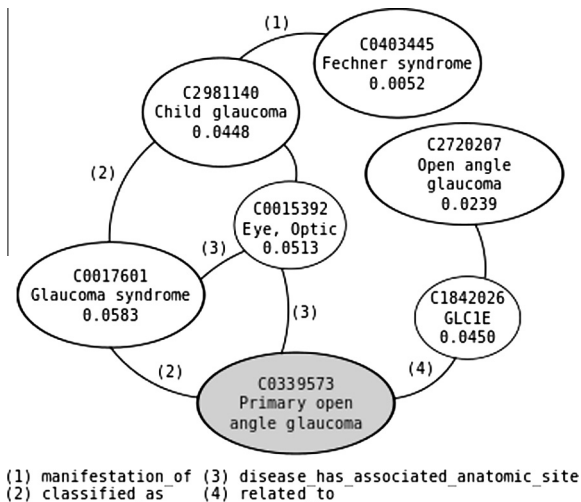 (1)
C0403445
Fechner syndrome
0.0052
C2981140
Child glaucoma
0.0448
C2720207
Open angle
glaucoma
0.0239
(2)
C0015392
Eye, Optic
0.0513
(3)
C0017601
Glaucoma syndrome
0.0583
C1842026
GLC1E
0.0450
(3)
(2)
(4)
C0339573
Primary open
angle glaucoma
(1) manifestation_of (3) disease_has_associated_anatomic_site
(2) classified_as (4) related_to